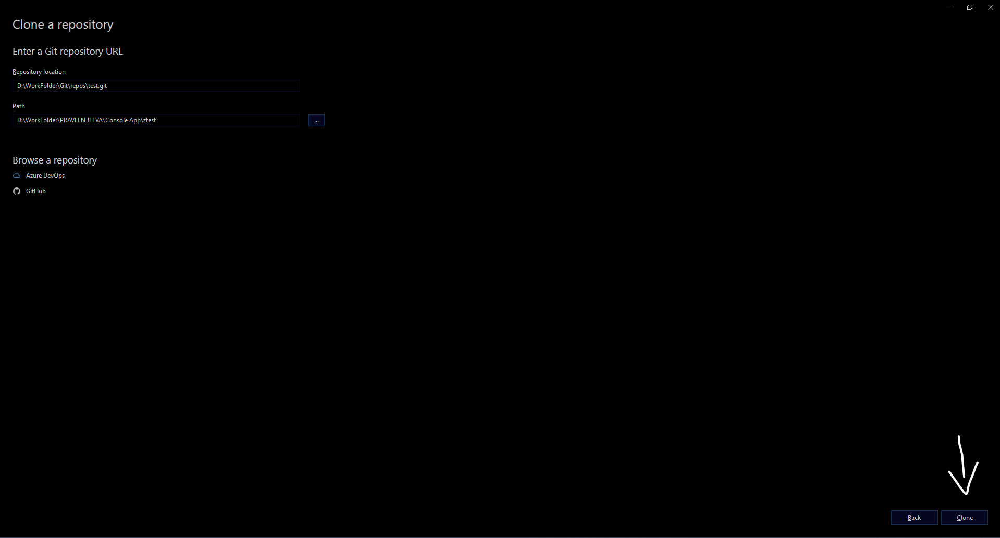 Clone a repository
Enter a Git repository URL
Repository location
D:\WorkFolder\Git\repos\test.git
Path
D:\WorkFolder\PRAVEEN JEEVA\Console App\ztest
...
Browse a repository
Azure DevOps
GitHub
Back
Clone